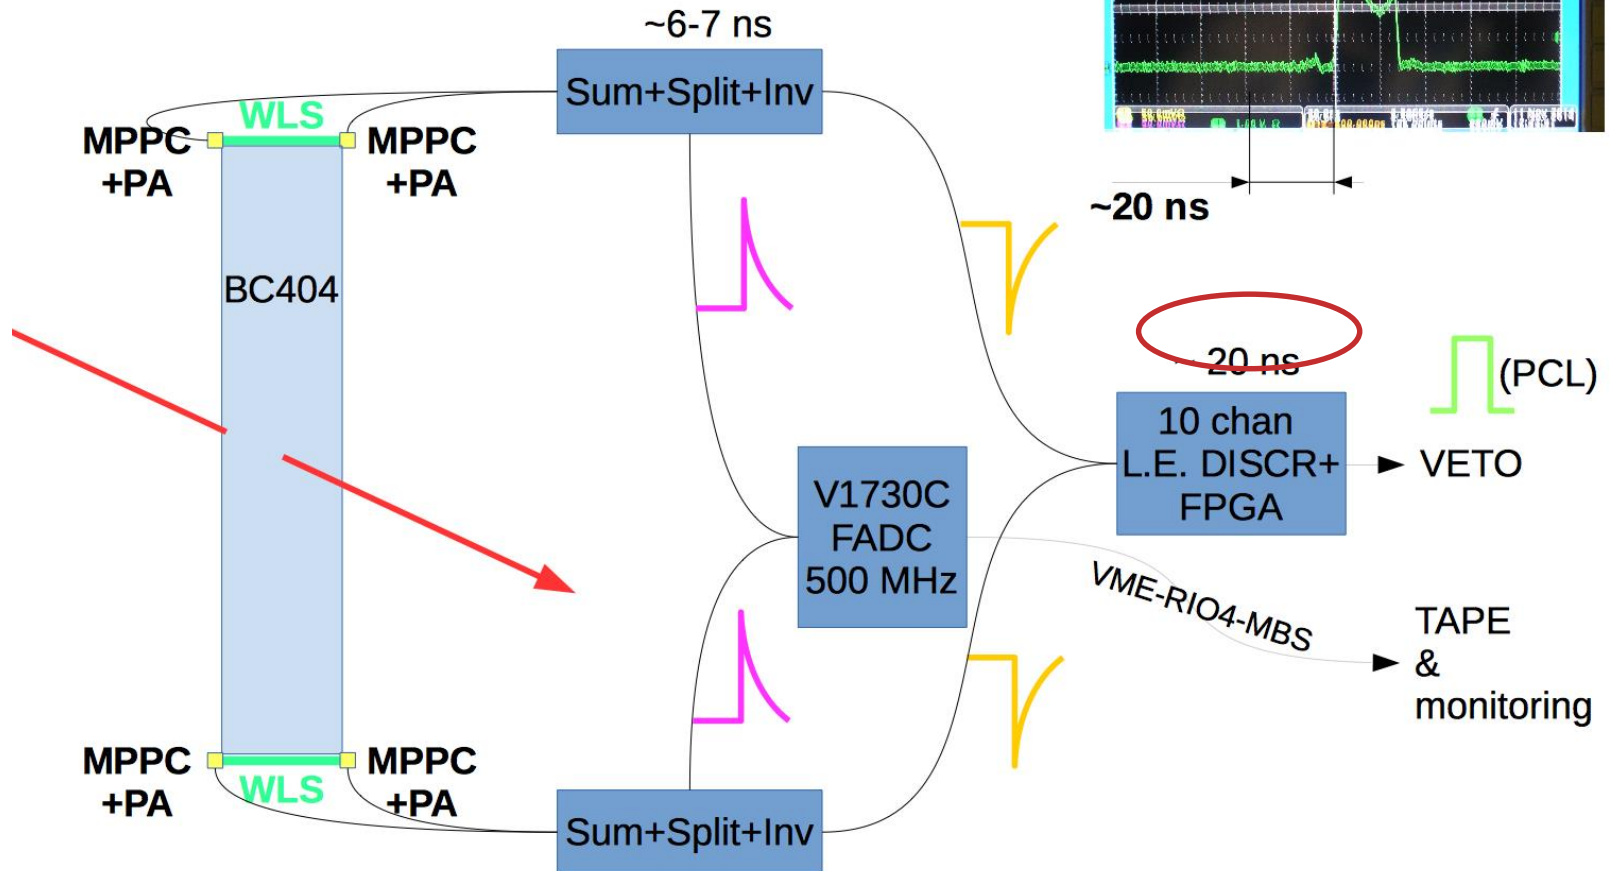 ~6-7 ns
Sum+Split+Inv
WLS
MPPC
+PA
MPPC
+PA
~20 ns
BC404
~ 20 ns
(PCL)
10 chan
L.E. DISCR+
FPGA
VETO
V1730C
FADC
500 MHz
VME-RIO4-MBS
TAPE
&
monitoring
MPPC
+PA
MPPC
+PA
WLS
Sum+Split+Inv